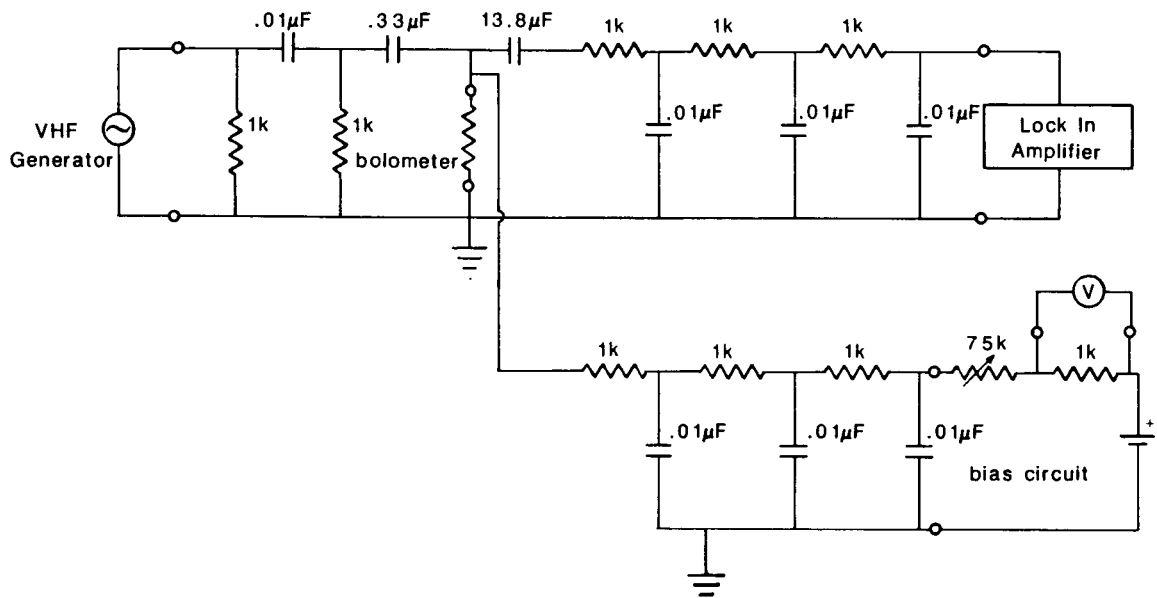 .01µF
.33µF
13.8µF
1k
1k
1k
VHF
Generator
1k
1k
bolometer
.01µF
.01µF
.01µF
Lock In
Amplifier
V
1k
1k
1k
75k
1k
.01µF
.01µF
.01µF
+
bias circuit